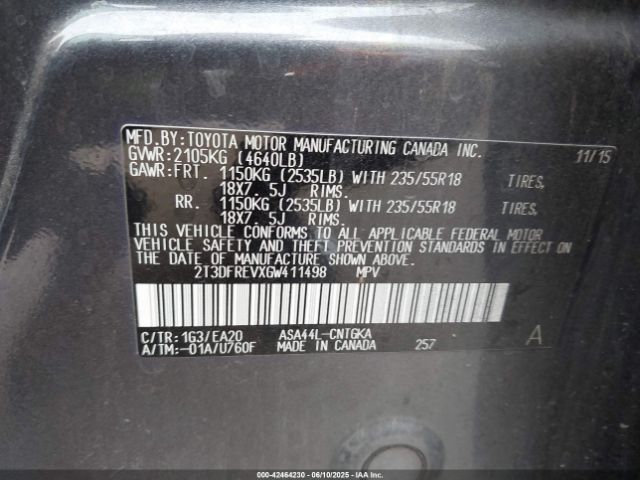 MFD. BY: TOYOTA MOTOR MANUFACTURING CANADA INC. 11/15
GVWR: 2105KG (4640LB)
GAWR: FRT. 1150KG (2535LB) WITH 235/55R18 TIRES,
18X7. 5J RIMS.
RR. 1150KG (2535LB) WITH 235/55R18 TIRES,
18X7. 5J RIMS.
THIS VEHICLE CONFORMS TO ALL APPLICABLE FEDERAL MOTOR
VEHICLE SAFETY AND THEFT PREVENTION STANDARDS IN EFFECT ON
THE DATE OF MANUFACTURE SHOWN ABOVE.
2T3DFREVXGW411498 MPV
C/TR: 1G3/EA20 ASA44L-CNTGKA
A/TM: -01A/U760F MADE IN CANADA 257 A
000-42464230 - 06/10/2025 - IAAI.COM